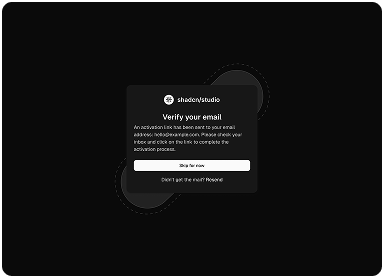 shadcn/studio
Verify your email
An activation link has been sent to your email
address: hello@example.com. Please check your
inbox and click on the link to complete the
activation process.
Skip for now
Didn't get the mail? Resend